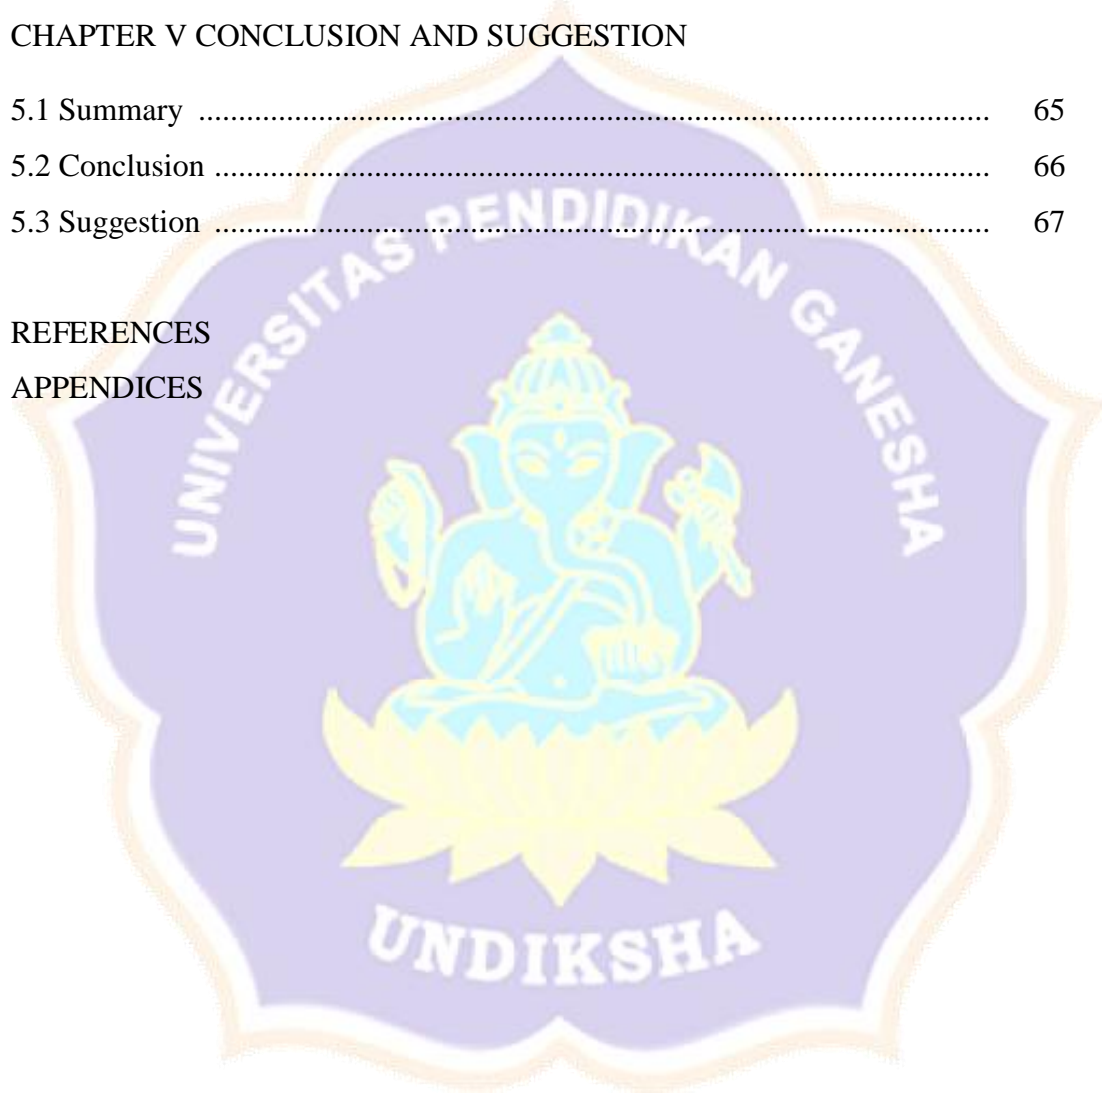 CHAPTER V CONCLUSION AND SUGGESTION
5.1 Summary .................................................................................................. 65
5.2 Conclusion ................................................................................................ 66
5.3 Suggestion ................................................................................................ 67
UNIVERSITAS PENDIDIKAN GANESHA
REFERENCES
APPENDICES
UNDIKSHA